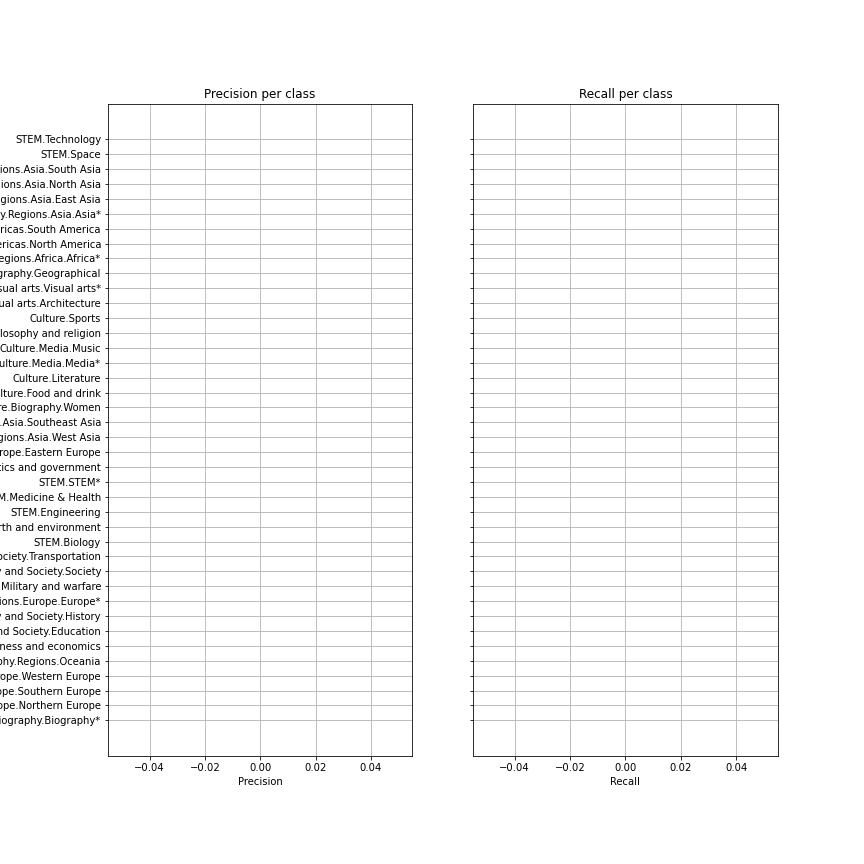 Precision per class
Recall per class
STEM.Technology
STEM.Space
ions.Asia.South Asia
ions.Asia.North Asia
gions.Asia.East Asia
y.Regions.Asia.Asia*
ricas.South America
ericas.North America
egions.Africa.Africa*
graphy.Geographical
sual arts.Visual arts*
ual arts.Architecture
Culture.Sports
losophy and religion
Culture.Media.Music
ulture.Media.Media*
Culture.Literature
lture.Food and drink
re.Biography.Women
.Asia.Southeast Asia
gions.Asia.West Asia
rope.Eastern Europe
tics and government
STEM.STEM*
M.Medicine & Health
STEM.Engineering
rth and environment
STEM.Biology
ociety.Transportation
y and Society.Society
Military and warfare
ions.Europe.Europe*
y and Society.History
nd Society.Education
ness and economics
phy.Regions.Oceania
ope.Western Europe
ope.Southern Europe
ope.Northern Europe
iography.Biography*
−0.04 −0.02 0.00 0.02 0.04
−0.04 −0.02 0.00 0.02 0.04
Precision
Recall